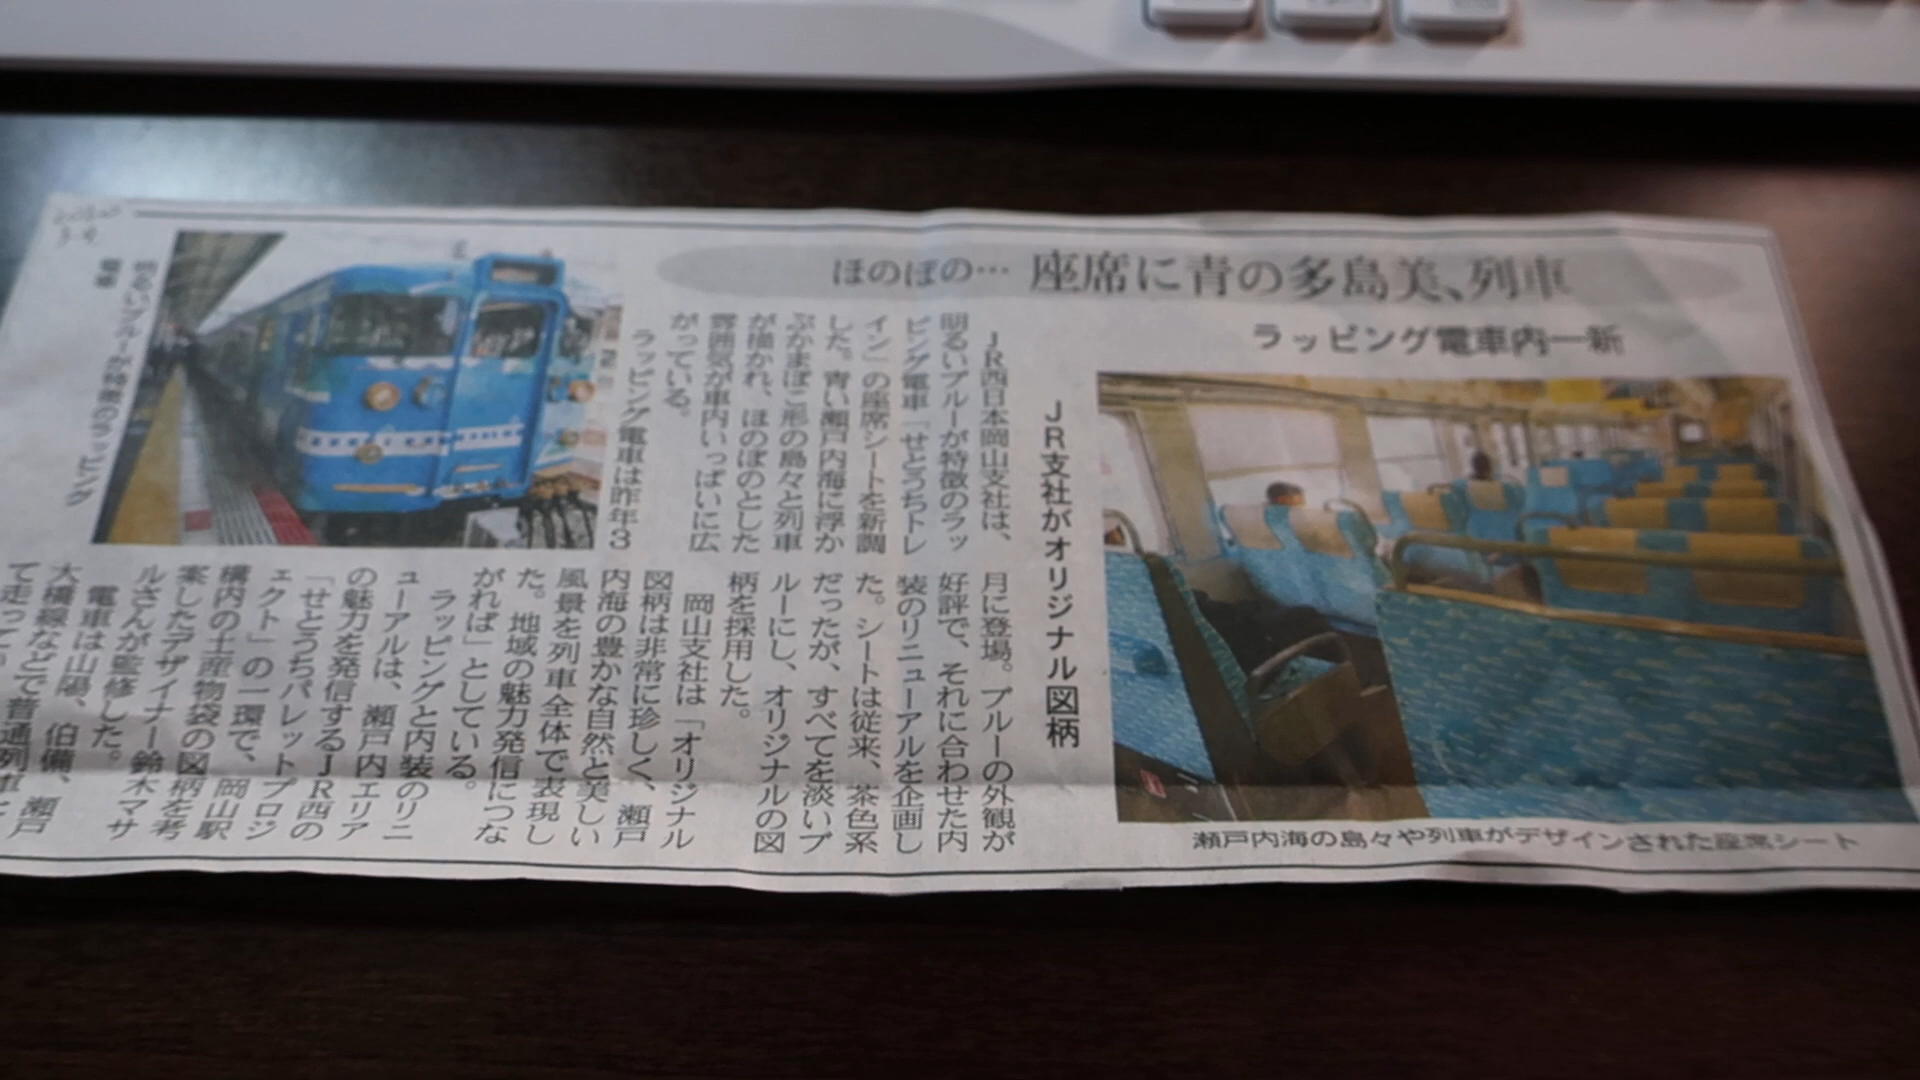 ほのぼの… 座席に青の多島美、列車
ラッピング電車内一新
JR支社がオリジナル図柄
瀬戸内海の島々や列車がデザインされた座席シート
JR西日本岡山支社は、
明るいブルーが特徴のラッ
ピング電車「せとうちトレ
イン」の座席シートを新調
した。青い瀬戸内海に浮か
ぶかまぼこ形の島々と列車
が描かれ、ほのぼのとした
雰囲気が車内いっぱいに広
がっている。
ラッピング電車は昨年3
月に登場。ブルーの外観が
好評で、それに合わせた内
装のリニューアルを企画し
た。シートは従来、茶色系
だったが、すべてを淡いブ
ルーにし、オリジナルの図
柄を採用した。
岡山支社は「オリジナル
図柄は非常に珍しく、瀬戸
内海の豊かな自然と美しい
風景を列車全体で表現し
た。地域の魅力発信につな
がれば」としている。
ラッピングと内装のリニ
ューアルは、瀬戸内エリア
の魅力を発信するJR西の
「せとうちパレットプロジ
ェクト」の一環で、岡山駅
構内の土産物袋の図柄を考
案したデザイナー鈴木マサ
ルさんが監修した。
電車は山陽、伯備、瀬戸
大橋線などで普通列車と
て走って
明るいブルーが特徴のラッピング
電車